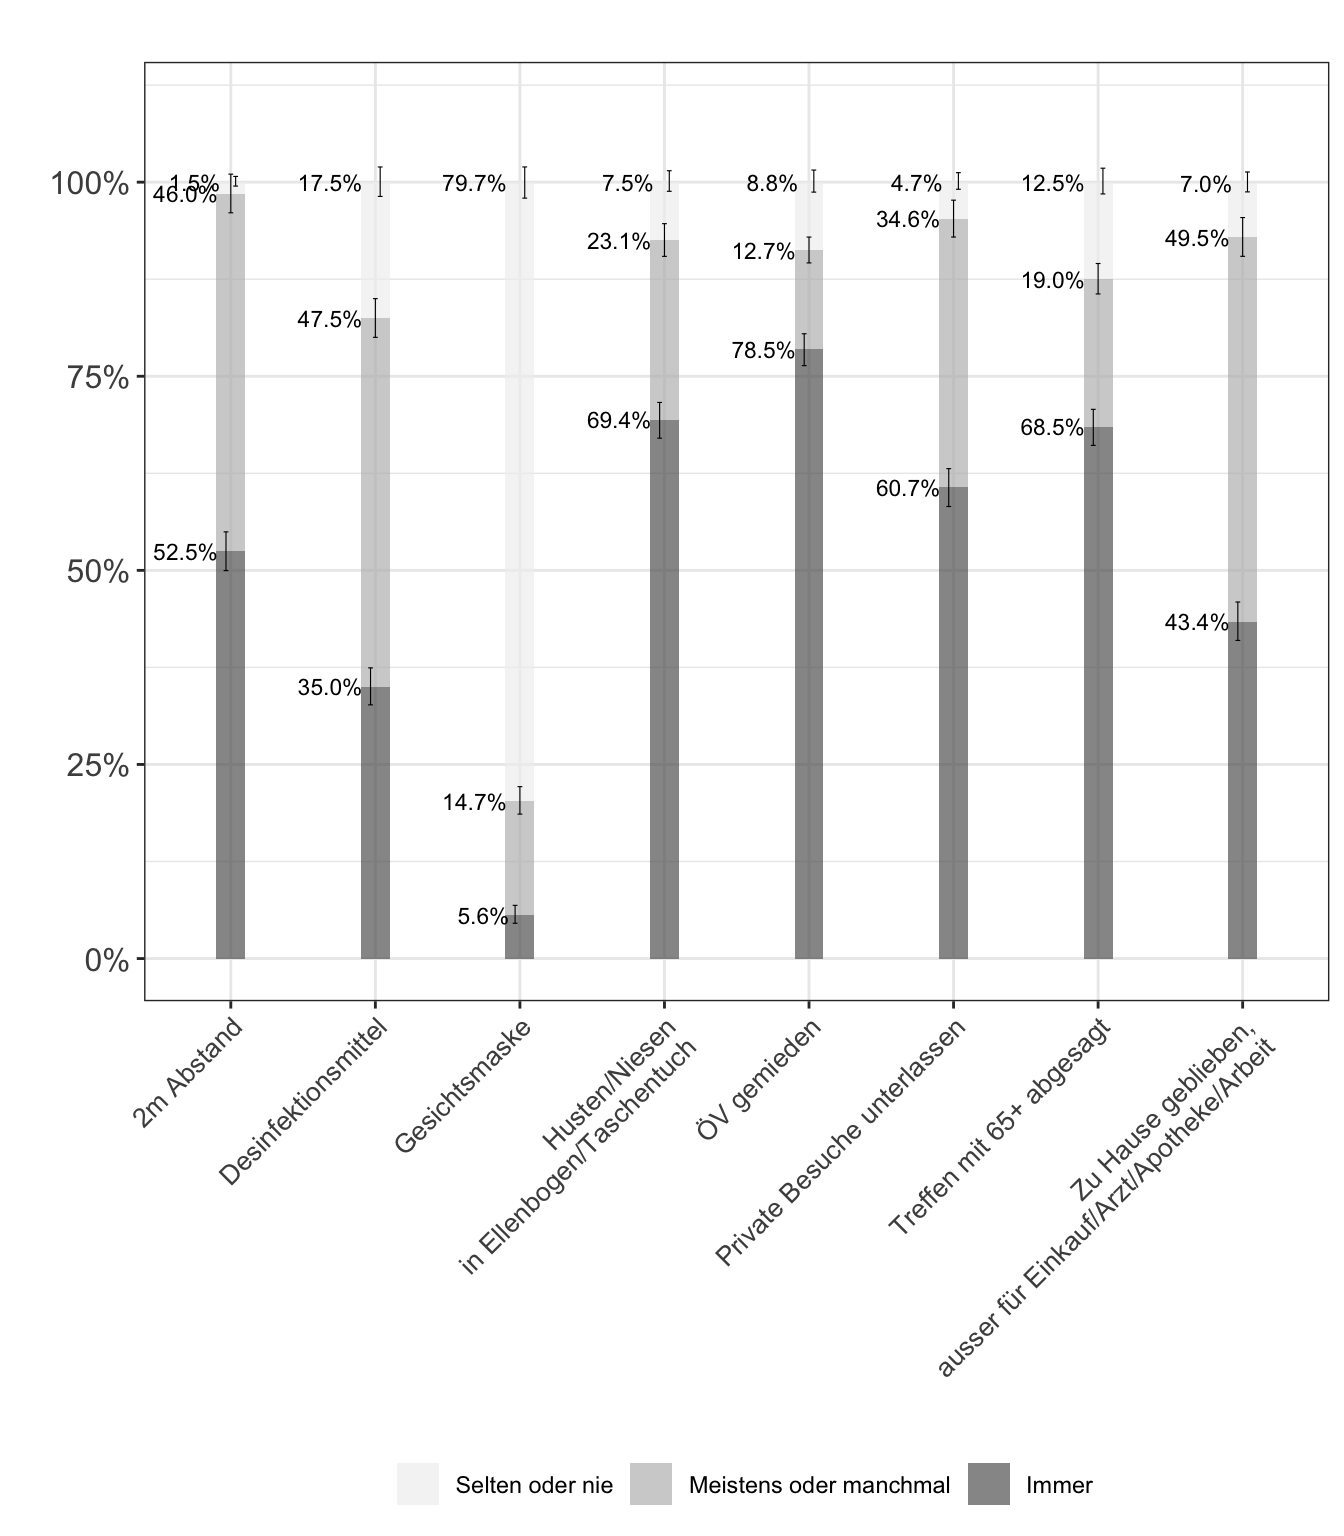 100%
75%
50%
25%
0%
1.5%
46.0%
52.5%
17.5%
47.5%
35.0%
79.7%
14.7%
5.6%
7.5%
23.1%
69.4%
8.8%
12.7%
78.5%
4.7%
34.6%
60.7%
12.5%
19.0%
68.5%
7.0%
49.5%
43.4%
2m Abstand
Desinfektionsmittel
Gesichtsmaske
Husten/Niesen
in Ellenbogen/Taschentuch
ÖV gemieden
Private Besuche unterlassen
Treffen mit 65+ abgesagt
Zu Hause geblieben,
ausser für Einkauf/Arzt/Apotheke/Arbeit
Selten oder nie
Meistens oder manchmal
Immer